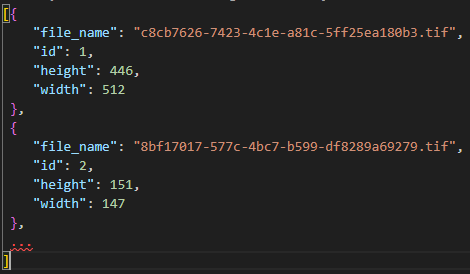 [{
"file_name": "c8cb7626-7423-4c1e-a81c-5ff25ea180b3.tif",
"id": 1,
"height": 446,
"width": 512
},
{
"file_name": "8bf17017-577c-4bc7-b599-df8289a69279.tif",
"id": 2,
"height": 151,
"width": 147
},
...
]